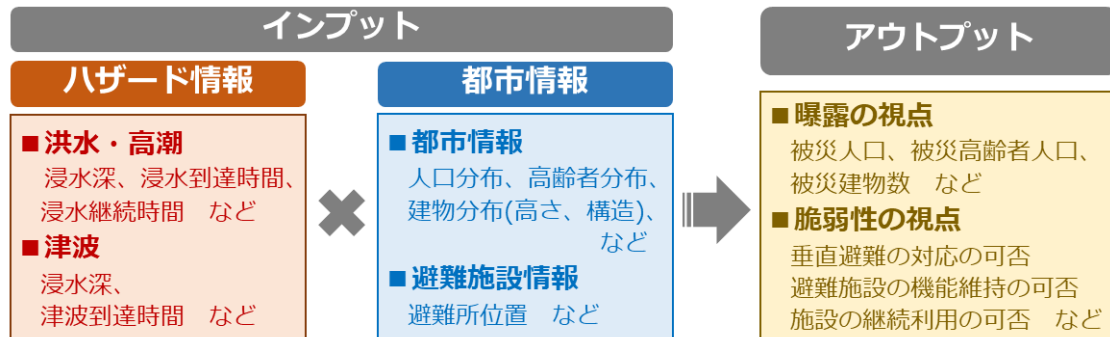 インプット
ハザード情報
■洪水・高潮
浸水深、浸水到達時間、
浸水継続時間　など
■津波
浸水深、
津波到達時間　など
都市情報
■都市情報
人口分布、高齢者分布、
建物分布(高さ、構造)、
など
■避難施設情報
避難所位置　など
アウトプット
■曝露の視点
被災人口、被災高齢者人口、
被災建物数　など
■脆弱性の視点
垂直避難の対応の可否
避難施設の機能維持の可否
施設の継続利用の可否　など